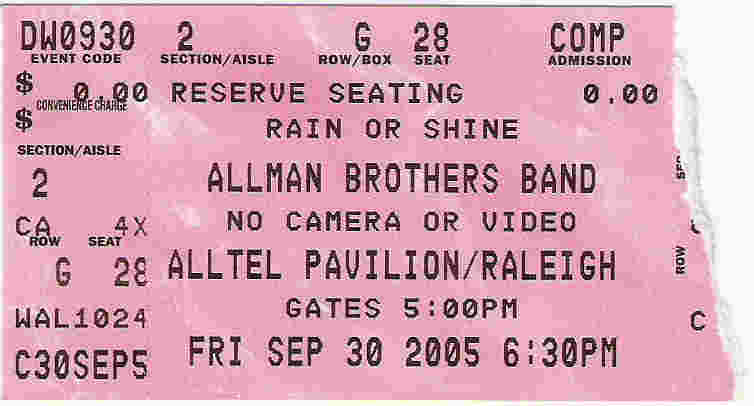 DW0930 2 G 28 COMP
EVENT CODE SECTION/AISLE ROW/BOX SEAT ADMISSION
$ 0.00 RESERVE SEATING 0.00
CONVENIENCE CHARGE
$ RAIN OR SHINE
SECTION/AISLE
2 ALLMAN BROTHERS BAND
CA 4X NO CAMERA OR VIDEO
ROW SEAT
G 28 ALLTEL PAVILION/RALEIGH
ROW
GATES 5:00PM
WAL1024 C
C30SEP5 FRI SEP 30 2005 6:30PM